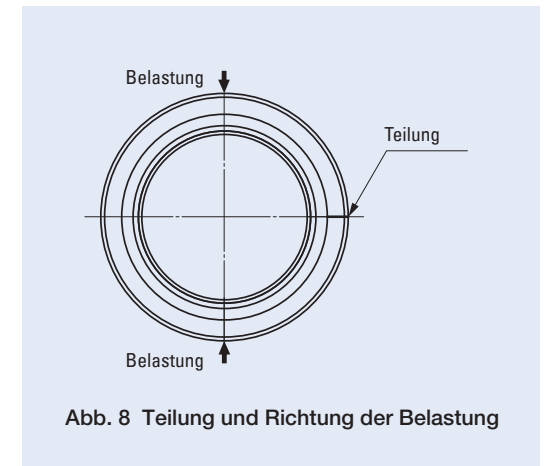 Belastung
Teilung
Belastung
Abb. 8 Teilung und Richtung der Belastung